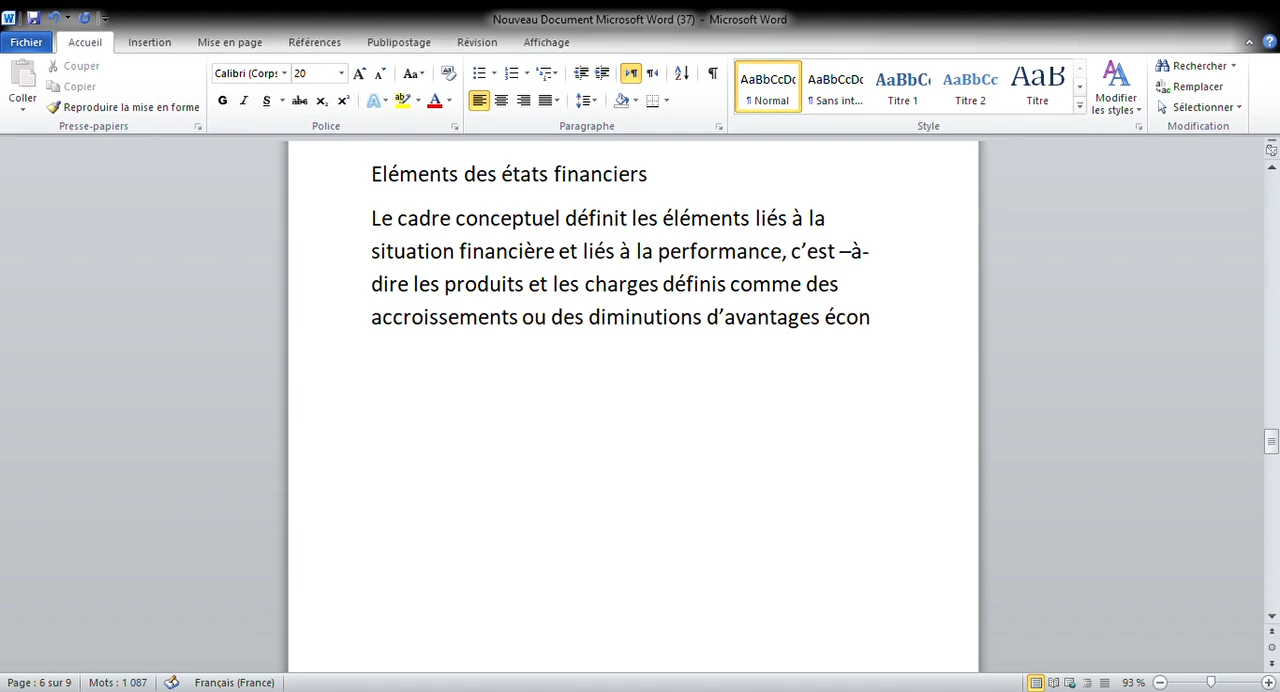 Nouveau Document Microsoft Word (37) - Microsoft Word
Fichier Accueil Insertion Mise en page Références Publipostage Révision Affichage
Coller
Couper
Copier
Reproduire la mise en forme
Presse-papiers
Calibri (Corps 20
Police
Paragraphe
AaBbCcDc AaBbCcDc AaBbC AaBbCc AaB
¶ Normal ¶ Sans int... Titre 1 Titre 2 Titre
Modifier les styles
Style
Rechercher
Remplacer
Sélectionner
Modification
Eléments des états financiers
Le cadre conceptuel définit les éléments liés à la
situation financière et liés à la performance, c’est –à-
dire les produits et les charges définis comme des
accroissements ou des diminutions d’avantages écon
Page : 6 sur 9 Mots : 1 087 Français (France) 93 %